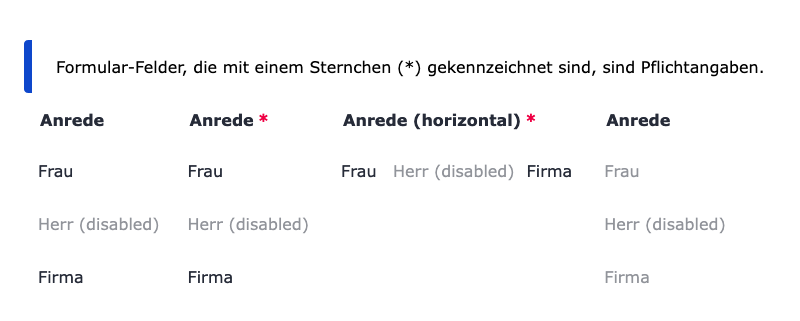 Formular-Felder, die mit einem Sternchen (*) gekennzeichnet sind, sind Pflichtangaben.
Anrede Anrede * Anrede (horizontal) * Anrede
Frau Frau Frau Herr (disabled) Firma Frau
Herr (disabled) Herr (disabled) Herr (disabled)
Firma Firma Firma